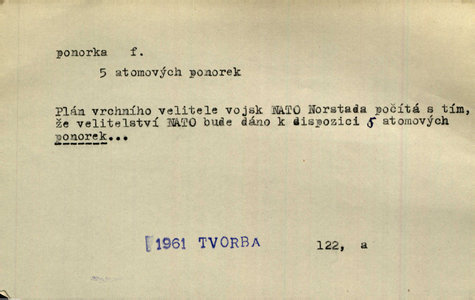 ponorka f.
5 atomových ponorek
Plán vrchního velitele vojsk NATO Norstada počítá s tím,
že velitelství NATO bude dáno k dispozici 5 atomových
ponorek...
1961 TVORBA 122, a